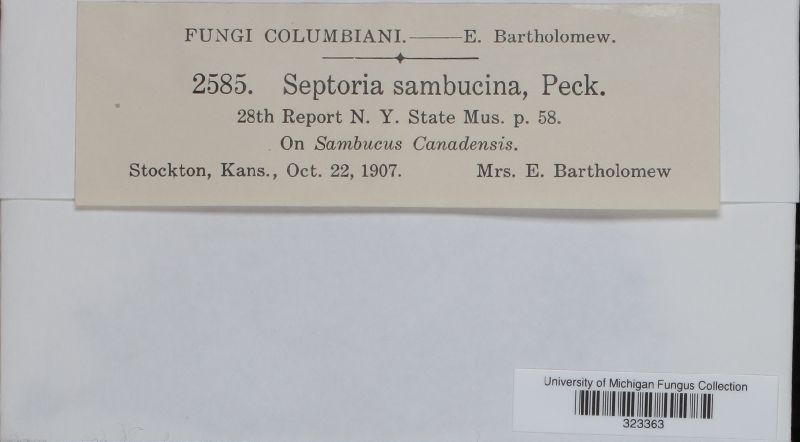 FUNGI COLUMBIANI.——E. Bartholomew.
2585. Septoria sambucina, Peck.
28th Report N. Y. State Mus. p. 58.
On Sambucus Canadensis.
Stockton, Kans., Oct. 22, 1907. Mrs. E. Bartholomew
University of Michigan Fungus Collection
323363